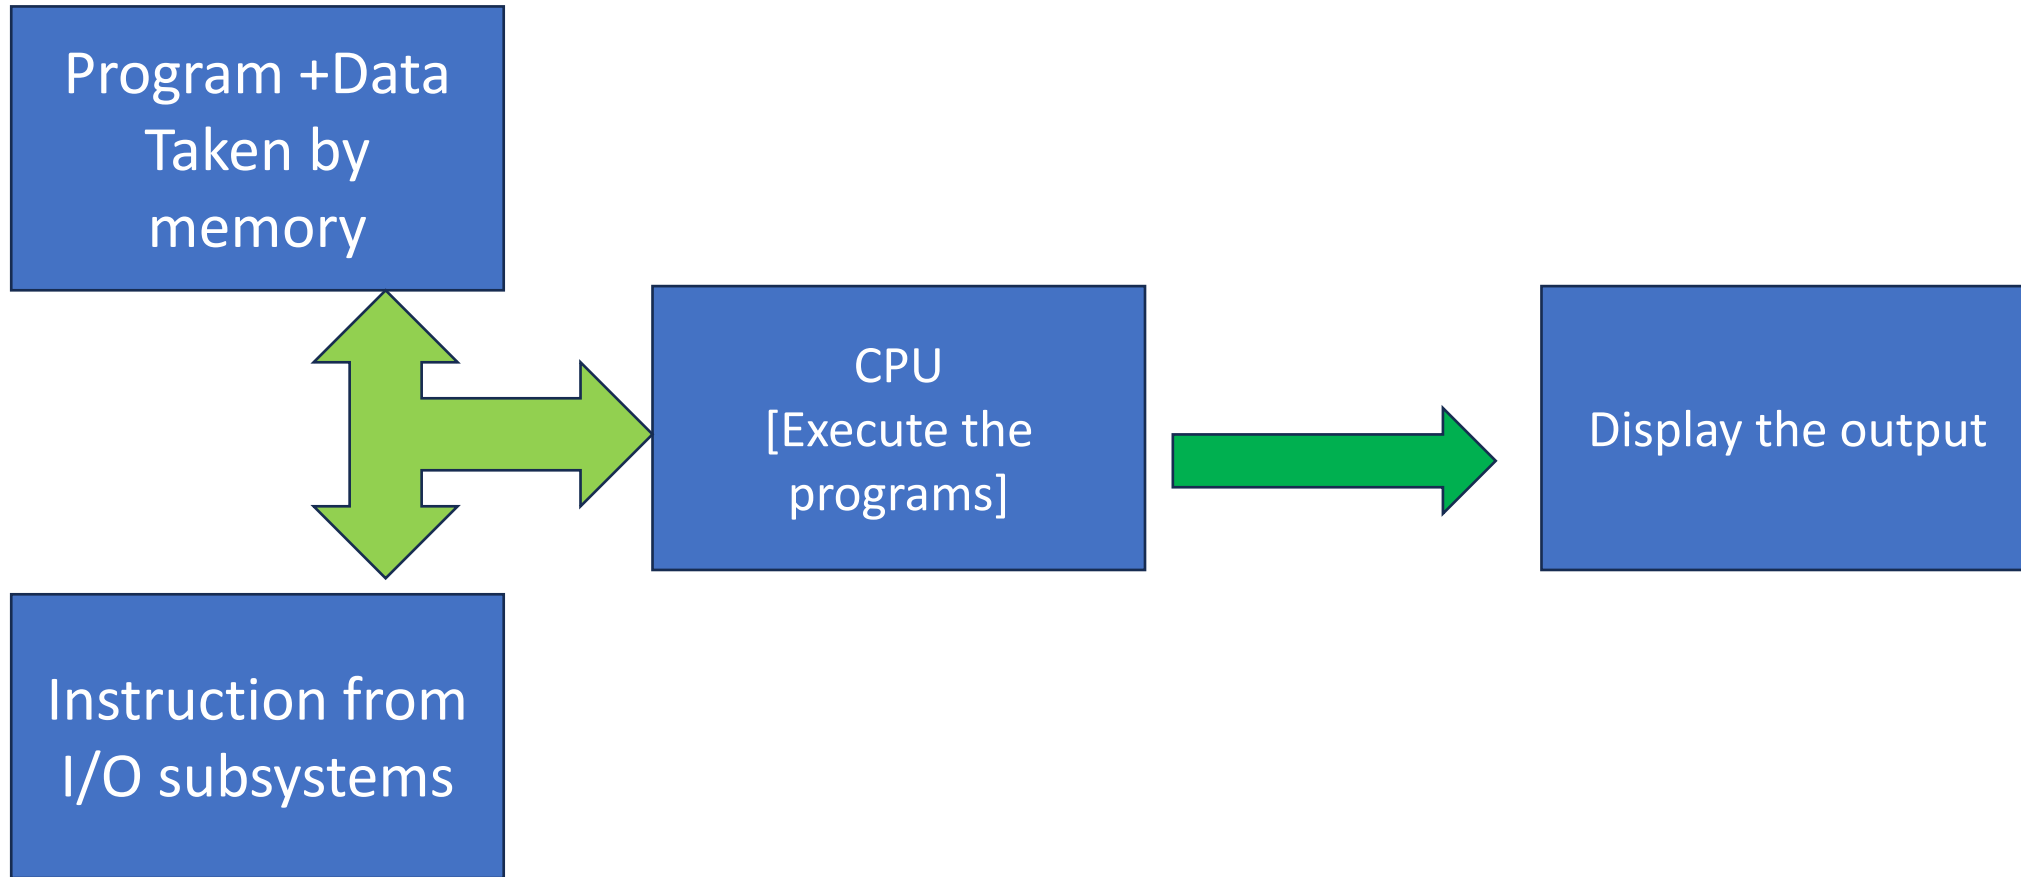 Program +Data
Taken by
memory
CPU
[Execute the
programs]
Display the output
Instruction from
I/O subsystems